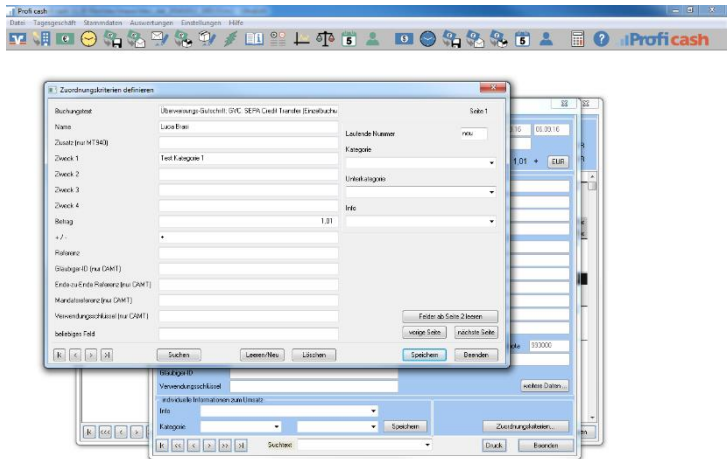 Profi cash
Datei Tagesgeschäft Stammdaten Auswertungen Einstellungen Hilfe
5
5
Profi cash
Zuordnungskriterien definieren
Buchungstext
Überweisungs-Gutschrift; GVC: SEPA Credit Transfer (Einzelbuchu
Seite 1
Name
Zusatz (nur MT940)
Laufende Nummer
neu
Kategorie
Zweck 1
Test Kategorie 1
Zweck 2
Unterkategorie
Zweck 3
Zweck 4
Info
Betrag
1,01
+ / -
+
Referenz
Gläubiger-ID (nur CAMT)
Ende-zu-Ende Referenz (nur CAMT)
Mandatsreferenz (nur CAMT)
Verwendungsschlüssel (nur CAMT)
Felder ab Seite 2 leeren
beliebiges Feld
vorige Seite
nächste Seite
Suchen
Leeren/Neu
Löschen
Speichern
Beenden
1,01 +
EUR
Gläubiger-ID
Verwendungsschlüssel
weitere Daten...
individuelle Informationen zum Umsatz
Info
Kategorie
Speichern
Zuordnungskriterien...
Suchtext
Druck
Beenden